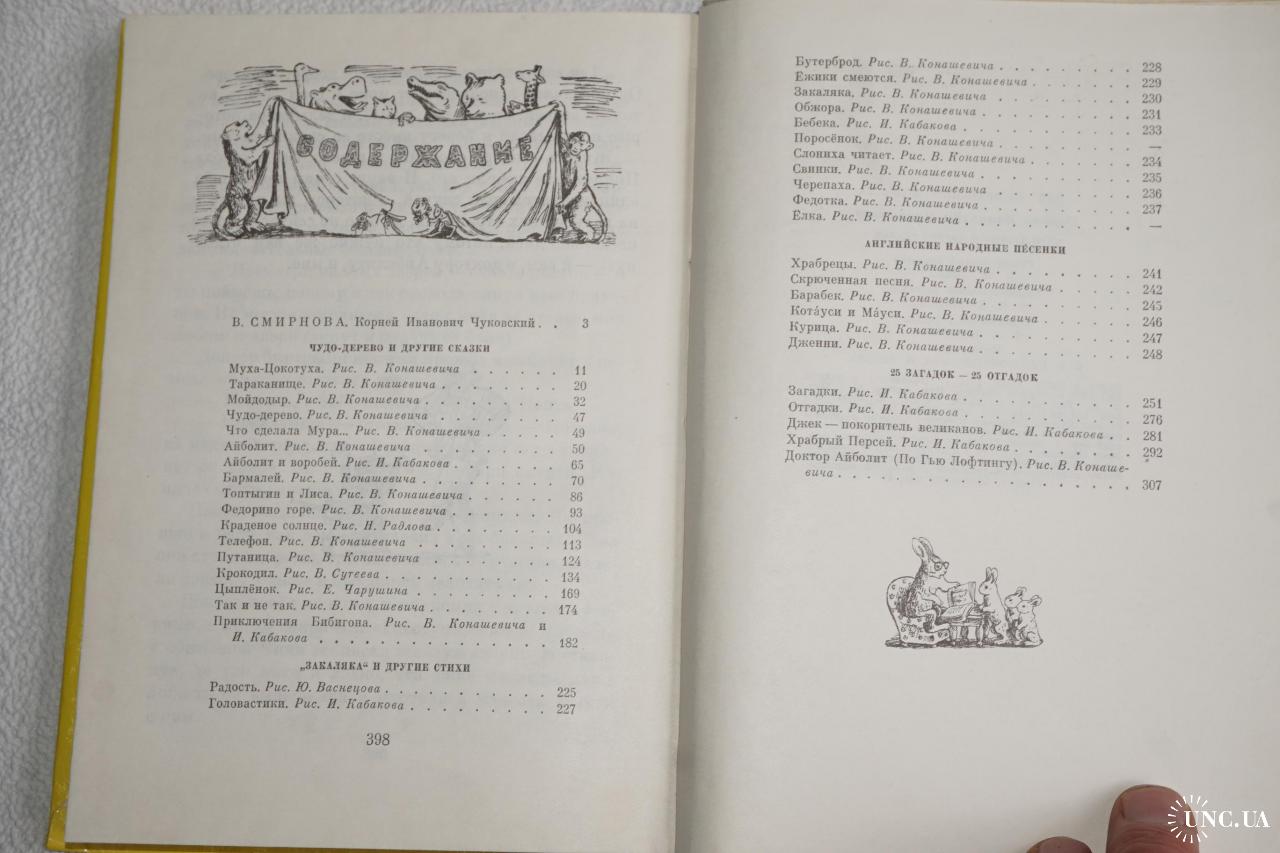 СОДЕРЖАНИЕ
В. СМИРНОВА. Корней Иванович Чуковский . . 3
ЧУДО-ДЕРЕВО И ДРУГИЕ СКАЗКИ
Муха-Цокотуха. Рис. В. Конашевича . . . . . . 11
Тараканище. Рис. В. Конашевича . . . . . . . . 20
Мойдодыр. Рис. В. Конашевича . . . . . . . . . 32
Чудо-дерево. Рис. В. Конашевича . . . . . . . . 47
Что сделала Мура... Рис. В. Конашевича . . . . . 49
Айболит. Рис. В. Конашевича . . . . . . . . . 50
Айболит и воробей. Рис. И. Кабакова . . . . . . . 65
Бармалей. Рис. В. Конашевича . . . . . . . . . 70
Топтыгин и Лиса. Рис. В. Конашевича . . . . . . 86
Федорино горе. Рис. В. Конашевича . . . . . . . 93
Краденое солнце. Рис. Н. Радлова . . . . . . . . 104
Телефон. Рис. В. Конашевича . . . . . . . . . 113
Путаница. Рис. В. Конашевича . . . . . . . . 124
Крокодил. Рис. В. Сутеева . . . . . . . . . . . 134
Цыплёнок. Рис. Е. Чарушина . . . . . . . . . 169
Так и не так. Рис. В. Конашевича . . . . . . . . 174
Приключения Бибигона. Рис. В. Конашевича и
И. Кабакова . . . . . . . . . . . . . . . 182
„ЗАКАЛЯКА“ И ДРУГИЕ СТИХИ
Радость. Рис. Ю. Васнецова . . . . . . . . . . . 225
Головастики. Рис. И. Кабакова . . . . . . . . . 227
398
Бутерброд. Рис. В. Конашевича . . . . . . . . . 228
Ёжики смеются. Рис. В. Конашевича . . . . . . . 229
Закаляка. Рис. В. Конашевича . . . . . . . . . 230
Обжора. Рис. В. Конашевича . . . . . . . . . . 231
Бебека. Рис. И. Кабакова . . . . . . . . . . . 233
Поросёнок. Рис. В. Конашевича . . . . . . . . . —
Слониха читает. Рис. В. Конашевича . . . . . . . 234
Свинки. Рис. В. Конашевича . . . . . . . . . . 235
Черепаха. Рис. В. Конашевича . . . . . . . . . 236
Федотка. Рис. В. Конашевича . . . . . . . . . . 237
Ёлка. Рис. В. Конашевича . . . . . . . . . . . —
АНГЛИЙСКИЕ НАРОДНЫЕ ПЕСЕНКИ
Храбрецы. Рис. В. Конашевича . . . . . . . . . 241
Скрюченная песня. Рис. В. Конашевича . . . . . . 242
Барабек. Рис. В. Конашевича . . . . . . . . . . 245
Кота́уси и Ма́уси. Рис. В. Конашевича . . . . . . 246
Курица. Рис. В. Конашевича . . . . . . . . . . 247
Дженни. Рис. В. Конашевича . . . . . . . . . . 248
25 ЗАГАДОК — 25 ОТГАДОК
Загадки. Рис. И. Кабакова . . . . . . . . . . . 251
Отгадки. Рис. И. Кабакова . . . . . . . . . . . 276
Джек — покоритель великанов. Рис. И. Кабакова . . 281
Храбрый Персей. Рис. И. Кабакова . . . . . . . . 292
Доктор Айболит (По Гью Лофтингу). Рис. В. Конаше-
вича . . . . . . . . . . . . . . . . . . 307
UNC.UA